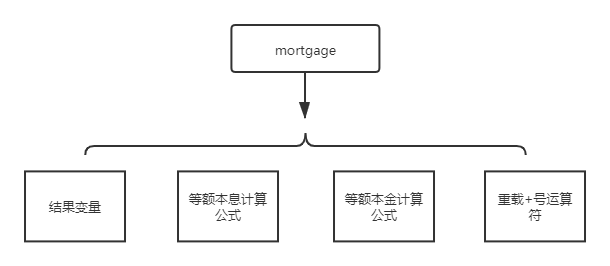 mortgage
结果变量
等额本息计算
公式
等额本金计算
公式
重载+号运算
符